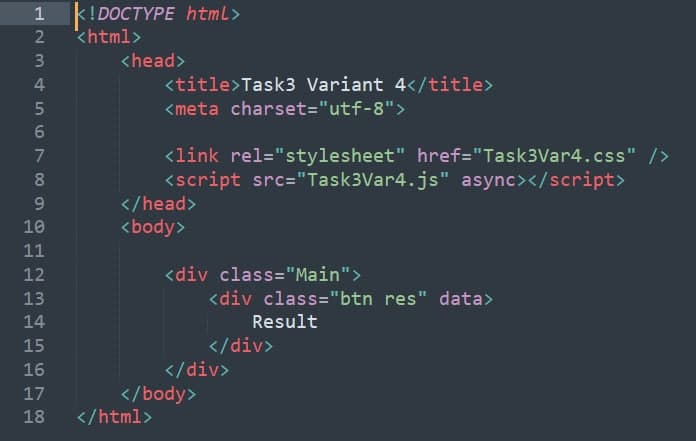 1 <!DOCTYPE html>
2 <html>
3 <head>
4 <title>Task3 Variant 4</title>
5 <meta charset="utf-8">
6
7 <link rel="stylesheet" href="Task3Var4.css" />
8 <script src="Task3Var4.js" async></script>
9 </head>
10 <body>
11
12 <div class="Main">
13 <div class="btn res" data>
14 Result
15 </div>
16 </div>
17 </body>
18 </html>